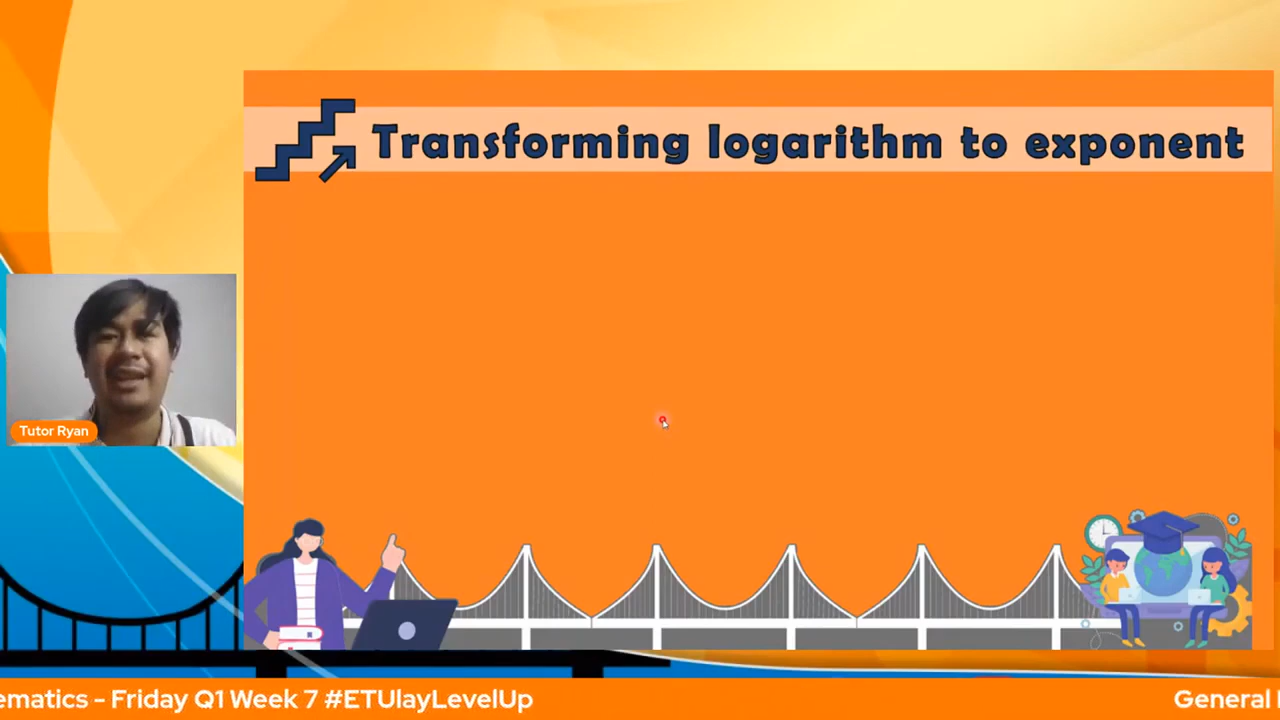 Transforming logarithm to exponent
Tutor Ryan
ematics - Friday Q1 Week 7 #ETUlayLevelUp
General